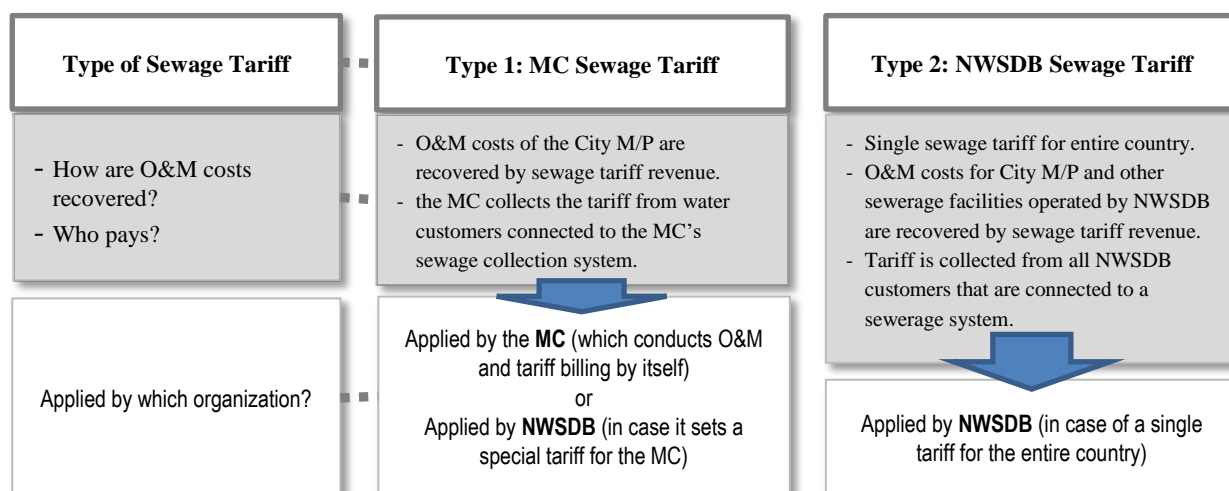 Type of Sewage Tariff
- How are O&M costs
recovered?
- Who pays?
Applied by which organization?
Type 1: MC Sewage Tariff
- O&M costs of the City M/P are
recovered by sewage tariff revenue.
- the MC collects the tariff from water
customers connected to the MC's
sewage collection system.
Applied by the MC (which conducts O&M
and tariff billing by itself)
or
Applied by NWSDB (in case it sets a
special tariff for the MC)
Type 2: NWSDB Sewage Tariff
- Single sewage tariff for entire country.
- O&M costs for City M/P and other
sewerage facilities operated by NWSDB
are recovered by sewage tariff revenue.
- Tariff is collected from all NWSDB
customers that are connected to a
sewerage system.
Applied by NWSDB (in case of a single
tariff for the entire country)